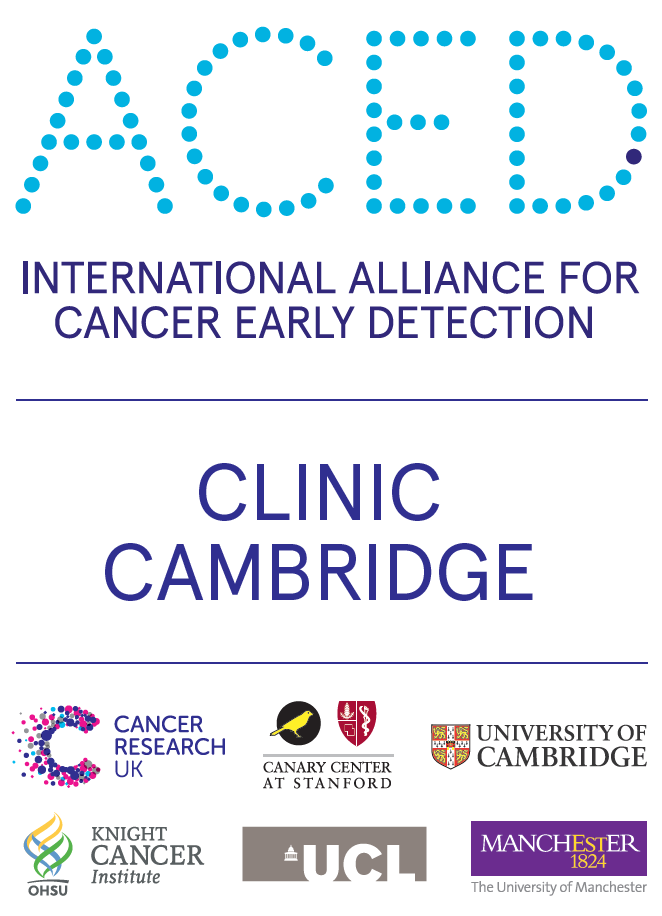 ACED
INTERNATIONAL ALLIANCE FOR
CANCER EARLY DETECTION
CLINIC
CAMBRIDGE
CANCER
RESEARCH
UK
CANARY CENTER
AT STANFORD
UNIVERSITY OF
CAMBRIDGE
OHSU
KNIGHT
CANCER
Institute
UCL
MANCHEstER
1824
The University of Manchester